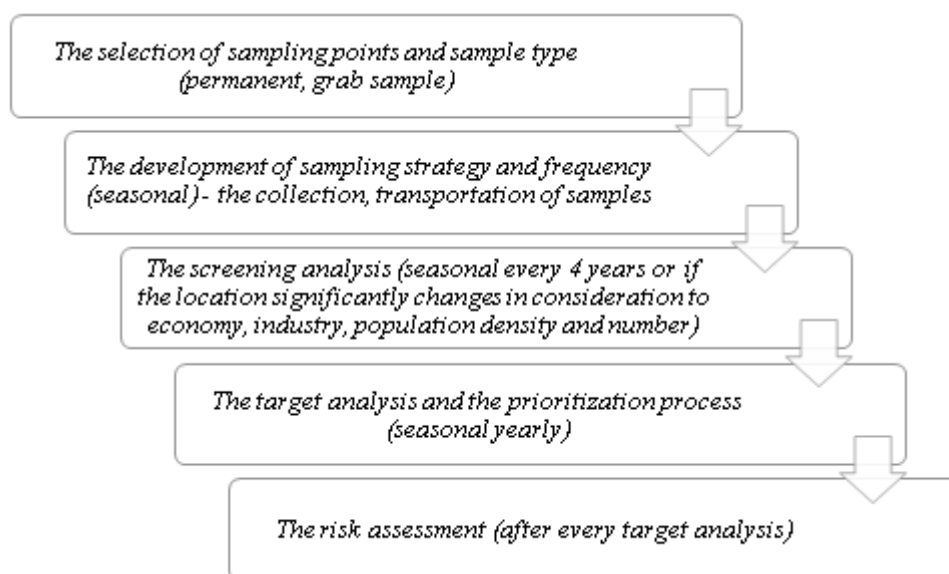 The selection of sampling points and sample type
(permanent, grab sample)
The development of sampling strategy and frequency
(seasonal) - the collection, transportation of samples
The screening analysis (seasonal every 4 years or if
the location significantly changes in consideration to
economy, industry, population density and number)
The target analysis and the prioritization process
(seasonal yearly)
The risk assessment (after every target analysis)